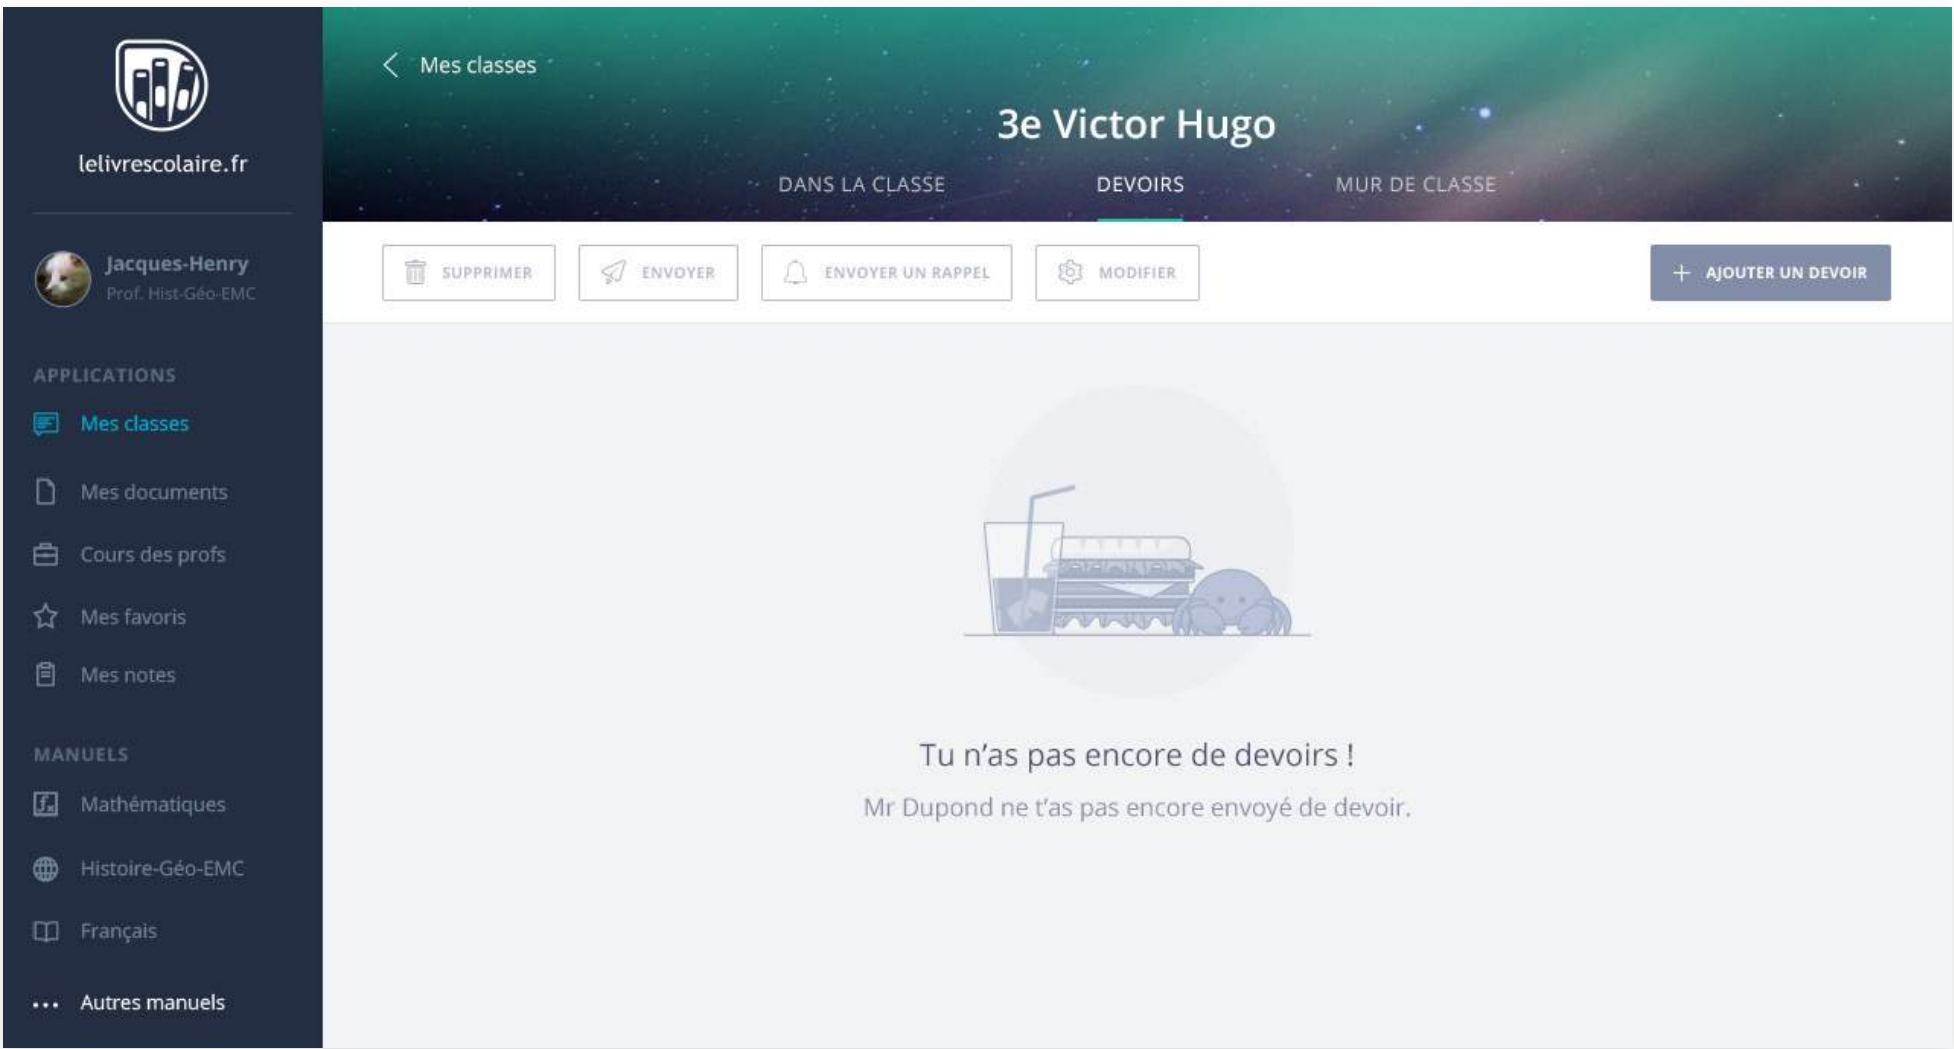 lelivrescolaire.fr
Jacques-Henry
Prof. Hist-Géo-EMC
APPLICATIONS
Mes classes
Mes documents
Cours des profs
Mes favoris
Mes notes
MANUELS
Mathématiques
Histoire-Géo-EMC
Français
... Autres manuels
Mes classes
3e Victor Hugo
DANS LA CLASSE DEVOIRS MUR DE CLASSE
SUPPRIMER ENVOYER ENVOYER UN RAPPEL MODIFIER + AJOUTER UN DEVOIR
Tu n'as pas encore de devoirs !
Mr Dupond ne t'as pas encore envoyé de devoir.